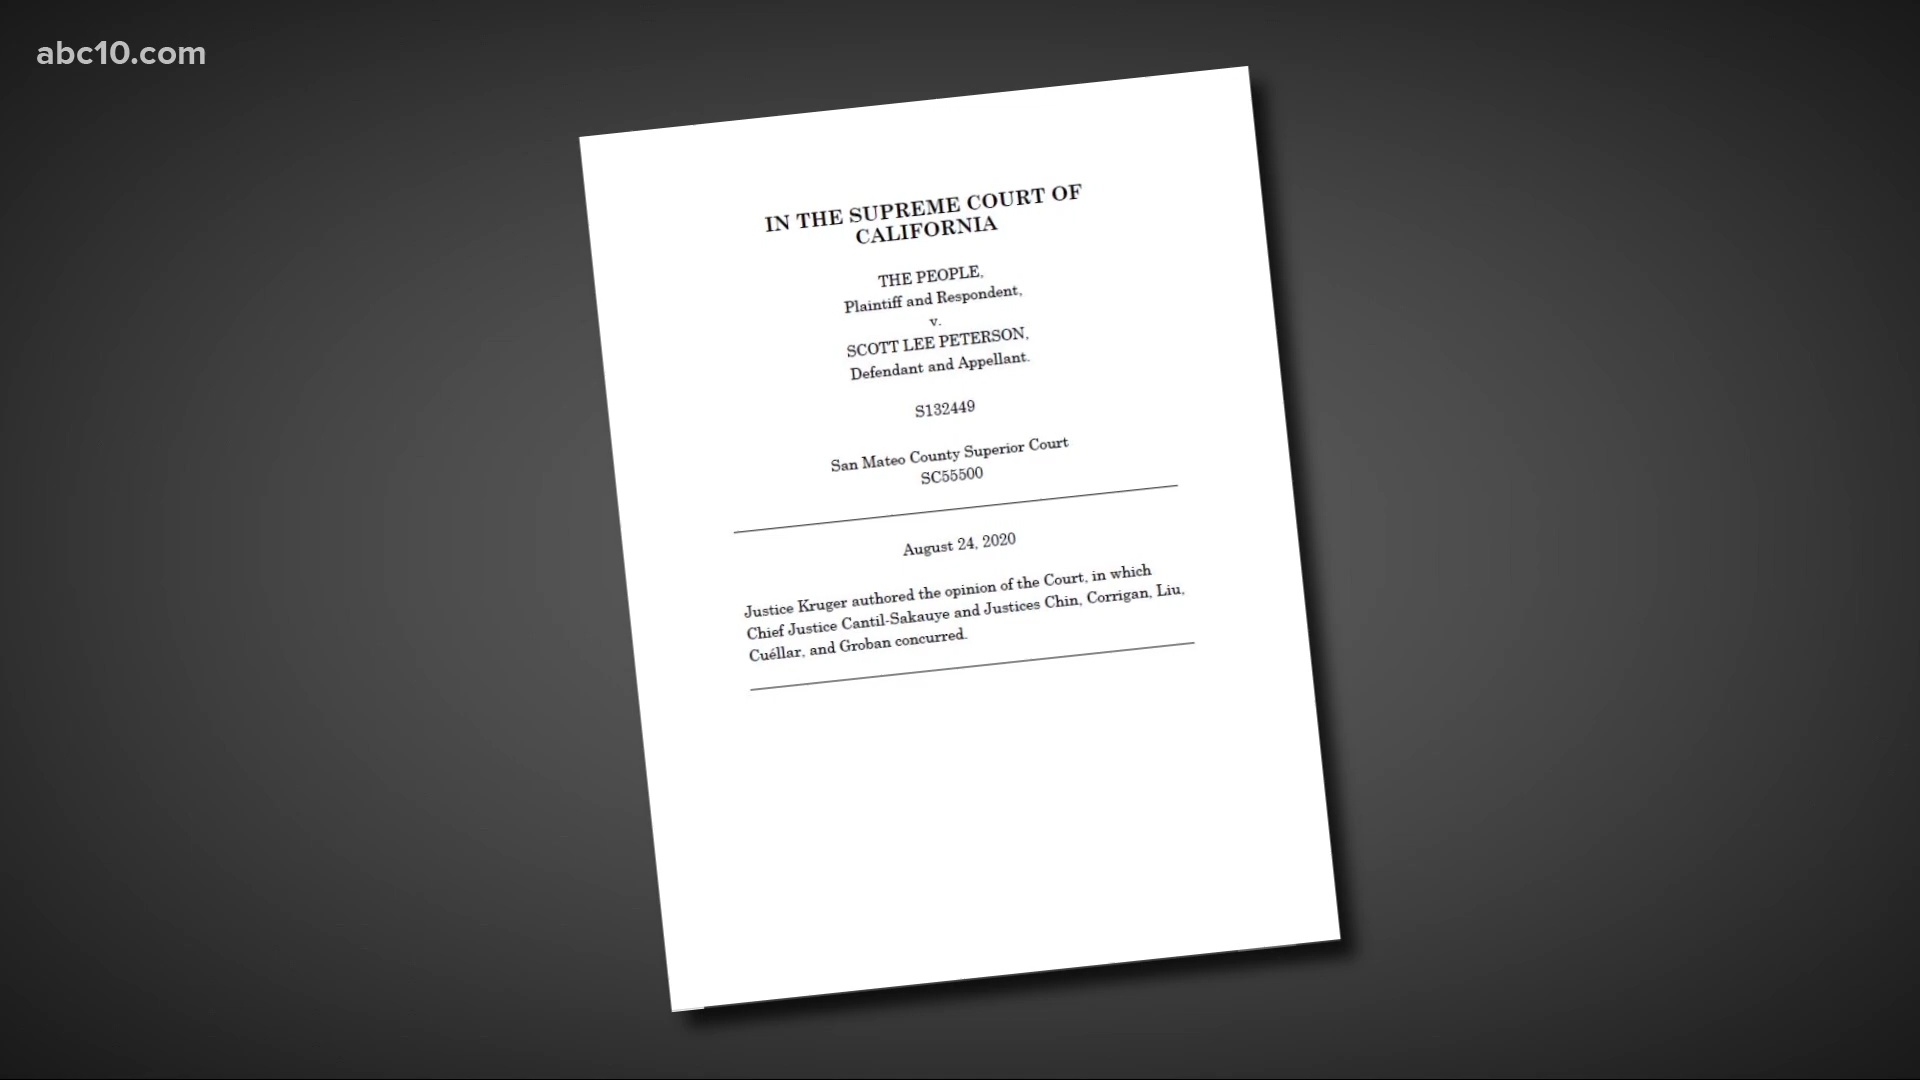 abc10.com
IN THE SUPREME COURT OF
CALIFORNIA
THE PEOPLE,
Plaintiff and Respondent,
v.
SCOTT LEE PETERSON,
Defendant and Appellant.
S132449
San Mateo County Superior Court
SC55500
August 24, 2020
Justice Kruger authored the opinion of the Court, in which
Chief Justice Cantil-Sakauye and Justices Chin, Corrigan, Liu,
Cuéllar, and Groban concurred.